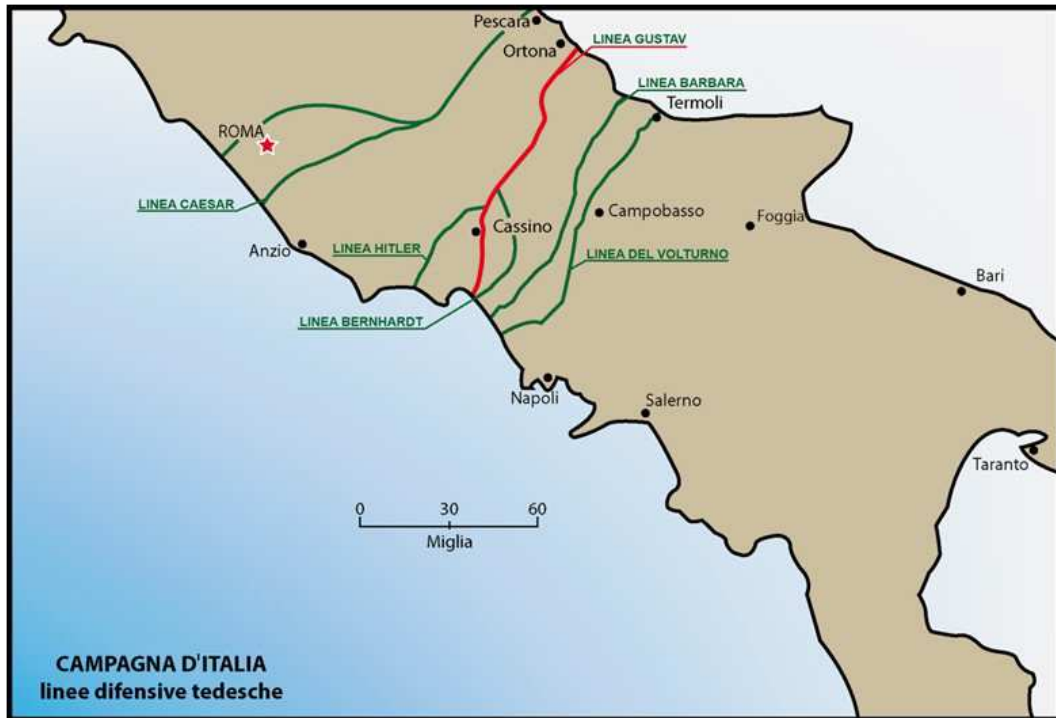 Pescara
LINEA GUSTAV
Ortona
LINEA BARBARA
Termoli
ROMA
LINEA CAESAR
Campobasso
Foggia
Cassino
Anzio
LINEA HITLER
LINEA DEL VOLTURNO
Bari
LINEA BERNHARDT
Napoli
Salerno
Taranto
0 30 60
Miglia
CAMPAGNA D'ITALIA
linee difensive tedesche